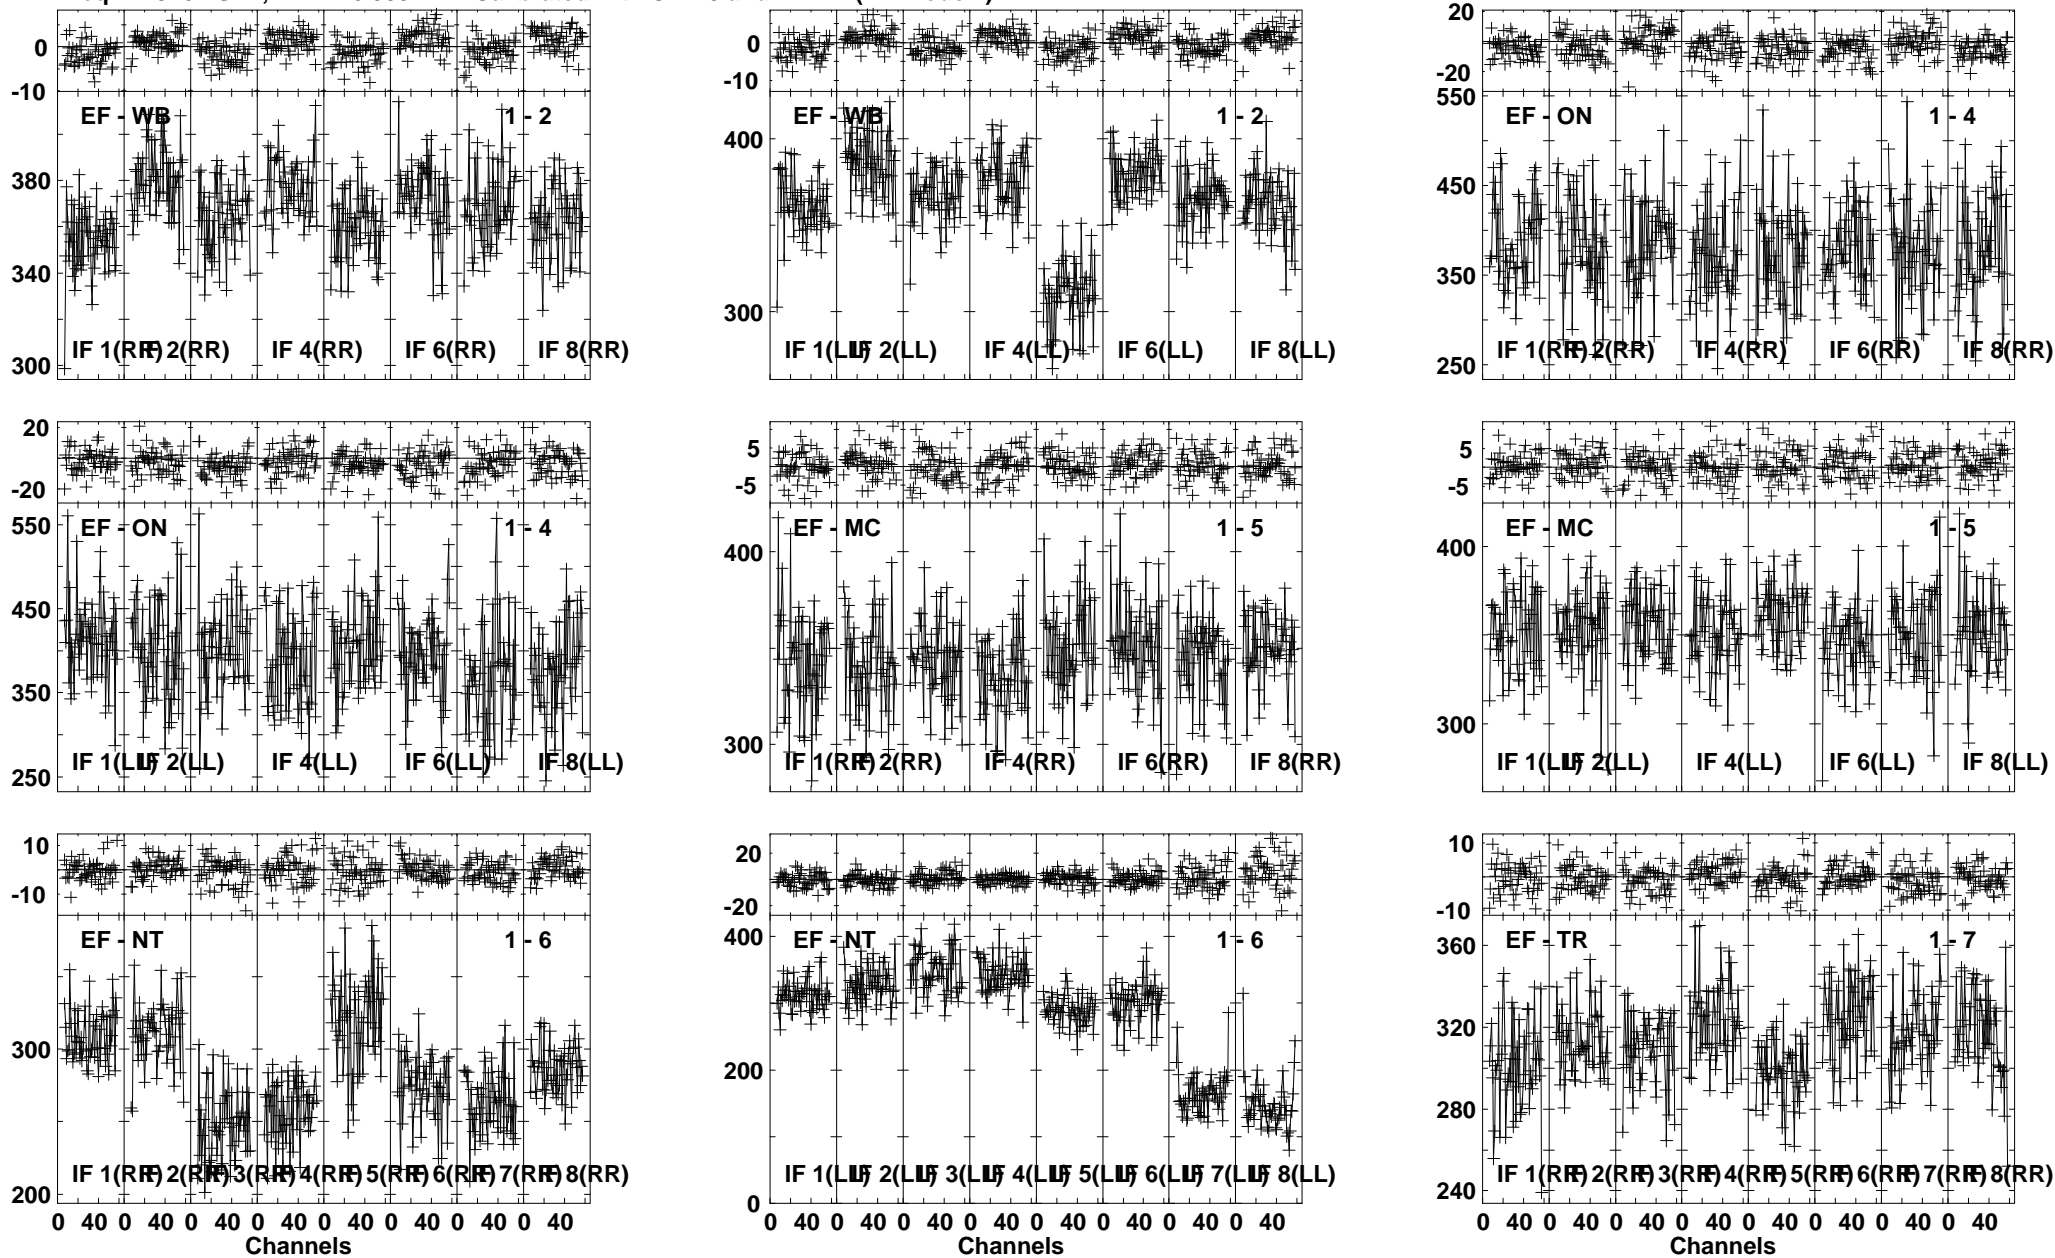 0
-10
EF - WB 1 - 2
380
340
300
IF 1(RR) IF 2(RR) IF 4(RR) IF 6(RR) IF 8(RR)
0
-10
EF - WB 1 - 2
400
300
IF 1(LL) IF 2(LL) IF 4(LL) IF 6(LL) IF 8(LL)
20
-20
550
EF - ON 1 - 4
450
350
250
IF 1(RR) IF 2(RR) IF 4(RR) IF 6(RR) IF 8(RR)
20
-20
550
EF - ON 1 - 4
450
350
250
IF 1(LL) IF 2(LL) IF 4(LL) IF 6(LL) IF 8(LL)
5
-5
EF - MC 1 - 5
400
300
IF 1(RR) IF 2(RR) IF 4(RR) IF 6(RR) IF 8(RR)
5
-5
EF - MC 1 - 5
400
300
IF 1(LL) IF 2(LL) IF 4(LL) IF 6(LL) IF 8(LL)
10
-10
EF - NT 1 - 6
300
200
IF 1(RR) IF 2(RR) IF 3(RR) IF 4(RR) IF 5(RR) IF 6(RR) IF 7(RR) IF 8(RR)
0 40 0 40 0 40 0 40 0 40 0 40 0 40 0 40
Channels
20
-20
EF - NT 1 - 6
400
200
0
IF 1(LL) IF 2(LL) IF 3(LL) IF 4(LL) IF 5(LL) IF 6(LL) IF 7(LL) IF 8(LL)
0 40 0 40 0 40 0 40 0 40 0 40 0 40 0 40
Channels
10
-10
EF - TR 1 - 7
360
320
280
240
IF 1(RR) IF 2(RR) IF 3(RR) IF 4(RR) IF 5(RR) IF 6(RR) IF 7(RR) IF 8(RR)
0 40 0 40 0 40 0 40 0 40 0 40 0 40 0 40
Channels